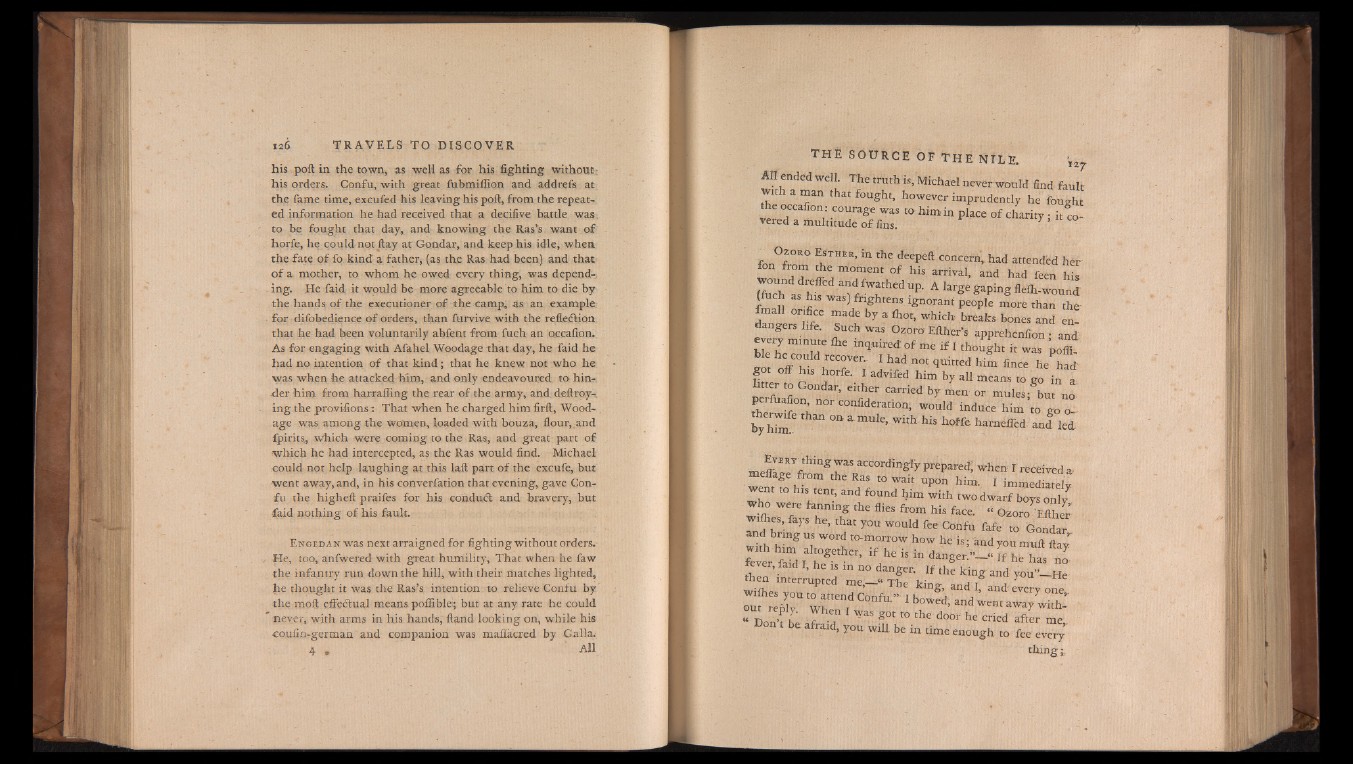 126 TRAVELS TO DISCOVER
his poſt in the town, as well as for his fighting without
his orders. Confu, with great ſubmiſſion and addreſs at
the ſame time, excuſed his leaving his poſt, from the repeat-
ed information he had received that a deciſive battle was
to be fought that day, and knowing the Ras's want of
horſe, he could not ſtay at Gondar, and keep his idle, when
the fate of ſo kind a father, (as the Ras had been) and that
of a mother, to whom he owed every thing, was depend-
ing. He ſaid it would be more agreeable to him to die by
the hands of the executioner of the camp, as an example
for diſobedience of orders, than ſurvive with the reflection
that he had been voluntarily abſent from ſuch an occaſion.
As for engaging with Aſahel Woodage that day, he ſaid he
had no intention of that kind; that he knew not who he
was when he attacked him, and only endeavoured to hin-
der him from harraſſing the rear of the army, and deſtroy-
ing the proviſions: That when he charged him firſt, Wood-
age was among the women, loaded with bouza, flour, and
ſpirits, which were coming to the Ras, and great part of
which he had intercepted, as the Ras would find. Michael
could not help laughing at this laſt part of the excuſe, but
went away, and, in his converſation that evening, gave Con-
fu the higheſt praiſes for his conduct and bravery, but
ſaid nothing of his fault.
ENGEDAN was next arraigned for fighting without orders.
He, too, anſwered with great humility, That when he ſaw
the infantry run down the hill, with their matches lighted,
he thought it was the Ras's intention to relieve Confu by
the moſt effectual means poſſible; but at any rate he could
never, with arms in his hands, ſtand looking on, while his
couſin-german and companion was maſſacred by Galla.
4 All
THE SOURCE OF THE NILE. 127
All ended well. The truth is, Michael never would find fault
with a man that fought, however imprudently he fought
the occaſion; courage was to him in place of charity; it co-
vered a multitude of ſins.
OZORO ESTHER, in the deepeſt concern, had attended her
ſon from the moment of his arrival, and had ſeen his
wound dreſſed and ſwathed up. A large gaping fleſh-wound
(ſuch as his was) frightens ignorant people more than the
ſmall orifice made by a ſhot, which breaks bones and en-
dangers life. Such was Ozoro Eſther's apprehenſion; and
every minute ſhe inquired of me if I thought it was poſſi-
ble he could recover. I had not quitted him ſince he had
got off his horſe. I adviſed him by all means to go in a
litter to Gondar, either carried by men or mules; but no
perſuaſion, nor conſideration, would induce him to go o-
therwiſe than on a mule, with his horſe harneſſed and led
by him.
EVERY thing was accordingly prepared, when I received a
meſſage from the Ras to wait upon him. I immediately
went to his tent, and found him with two dwarf boys only,
who were fanning the flies from his face. “ Ozoro Eſther
wiſhes, ſays he, that you would ſee Confu ſafe to Gondar,
and bring us word to-morrow how he is; and you muſt ſtay
with him altogether, if he is in danger.”—“ If he has no
fever, ſaid I, he is in no danger. If the king and you”—He
then interrupted me,—“ The king, and I, and every one,
wiſhes you to attend Confu.” I bowed, and went away with-
out reply. When I was got to the door he cried after me,
“ Don't be afraid, you will be in time enough to ſee every
thing;